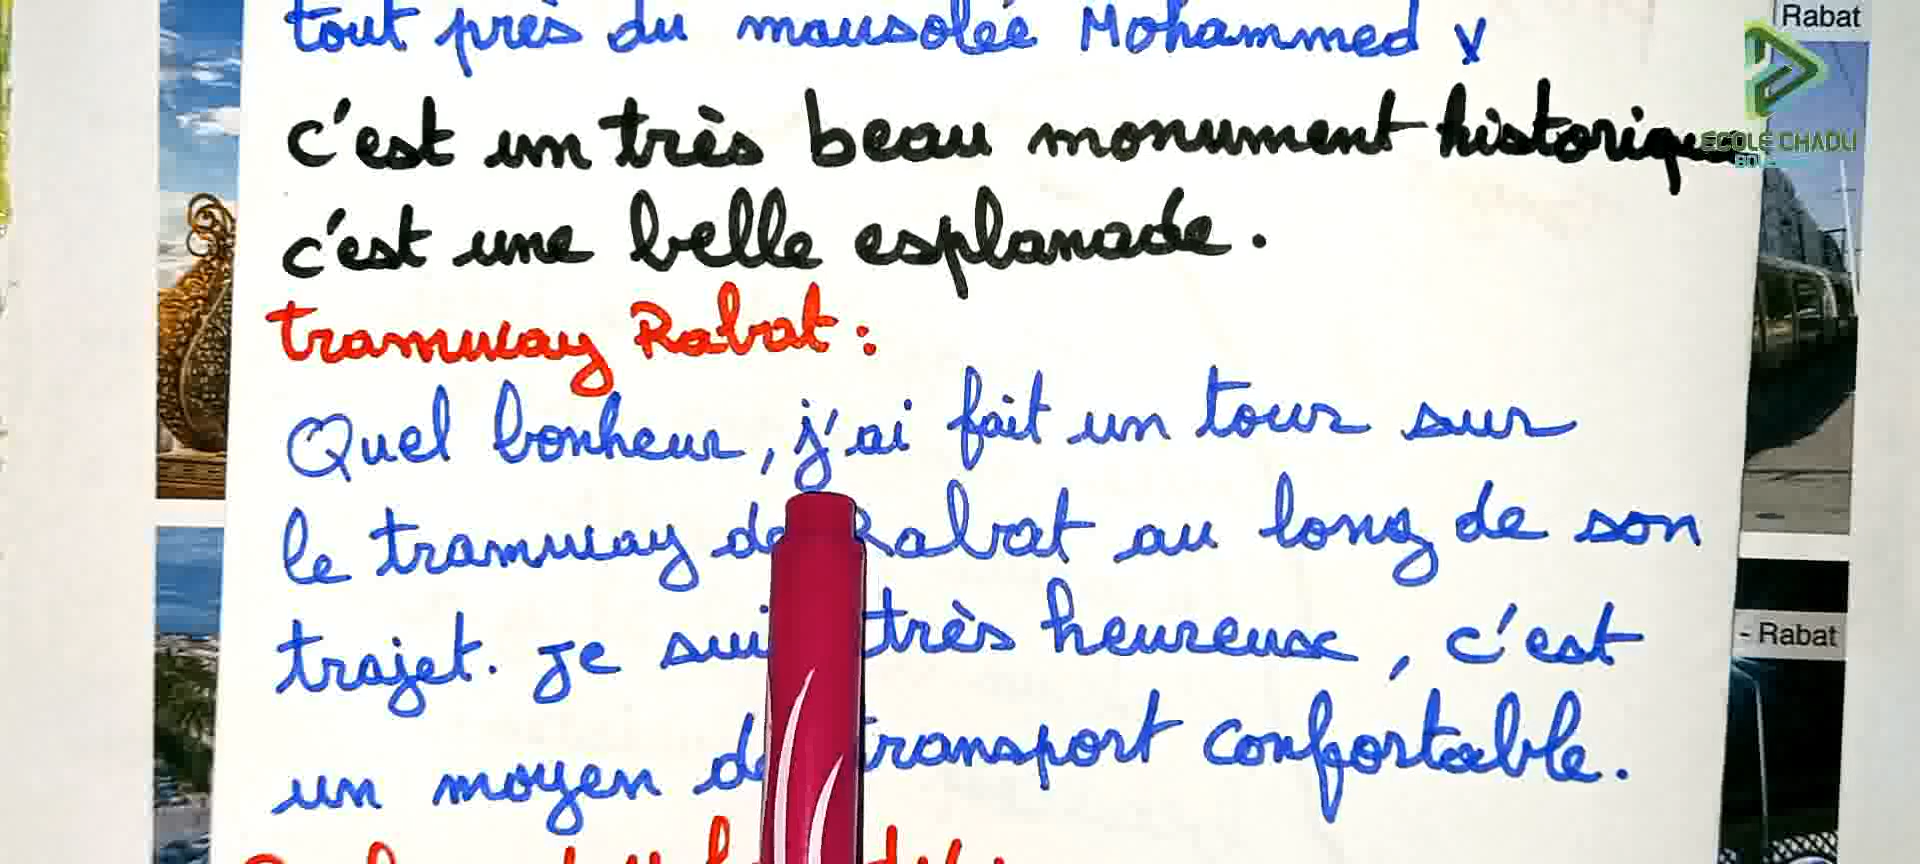 Rabat
tout près du mausolée Mohammed v
c'est un très beau monument historique
ECOLE CHADLI
c'est une belle esplanade.
tramway Rabat:
Quel bonheur, j'ai fait un tour sur
le tramway de Rabat au long de son
trajet. je suis très heureux, c'est
- Rabat
un moyen de transport confortable.